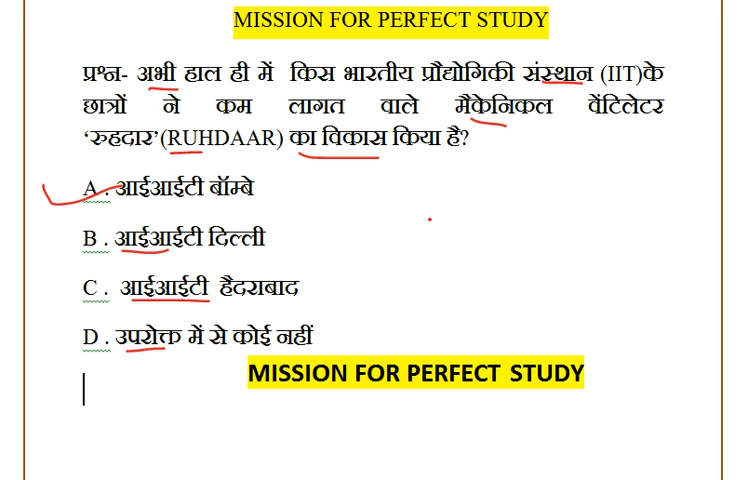 MISSION FOR PERFECT STUDY
प्रश्न- अभी हाल ही में किस भारतीय प्रौद्योगिकी संस्थान (IIT)के
छात्रों ने कम लागत वाले मैकेनिकल वेंटिलेटर
‘रुहदार’(RUHDAAR) का विकास किया है?
A . आईआईटी बॉम्बे
B . आईआईटी दिल्ली
C . आईआईटी हैदराबाद
D . उपरोक्त में से कोई नहीं
MISSION FOR PERFECT STUDY